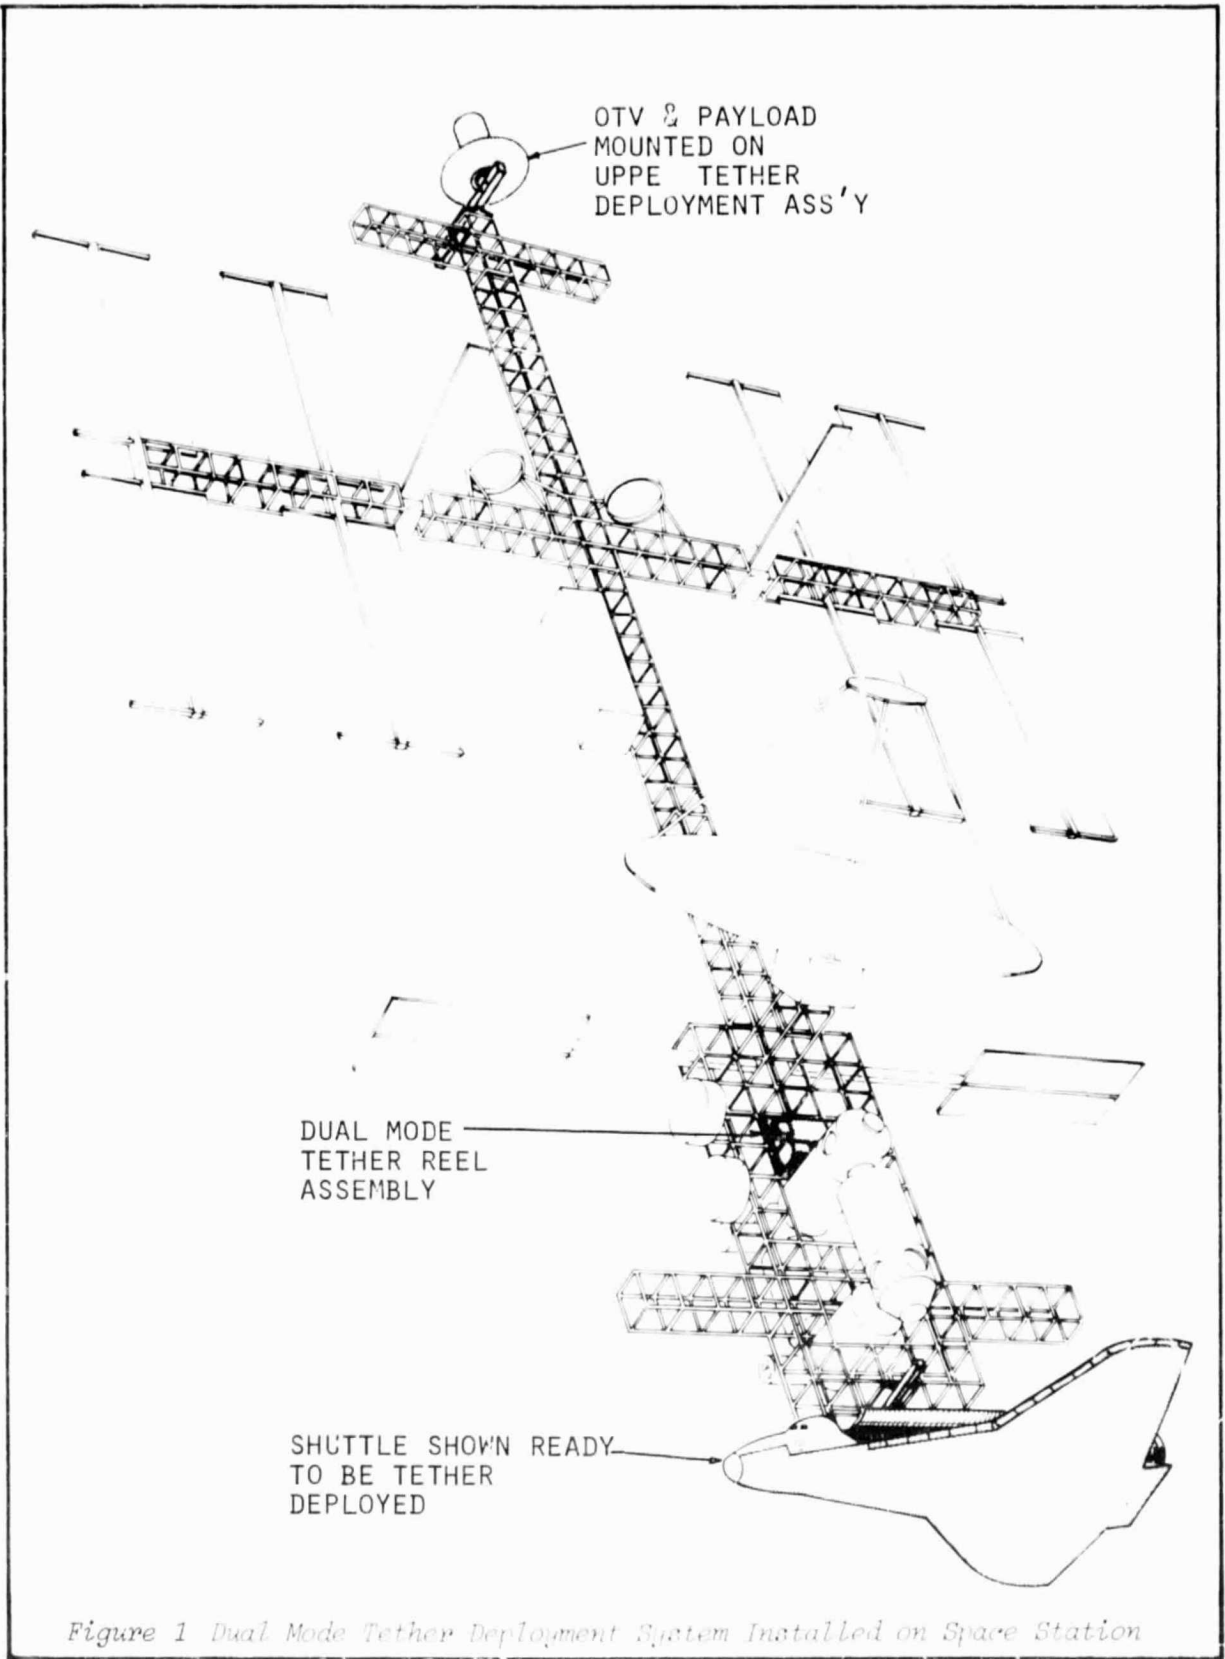 OTV & PAYLOAD
MOUNTED ON
UPPE TETHER
DEPLOYMENT ASS'Y
DUAL MODE
TETHER REEL
ASSEMBLY
SHUTTLE SHOWN READY
TO BE TETHER
DEPLOYED
Figure 1 Dual Mode Tether Deployment System Installed on Space Station